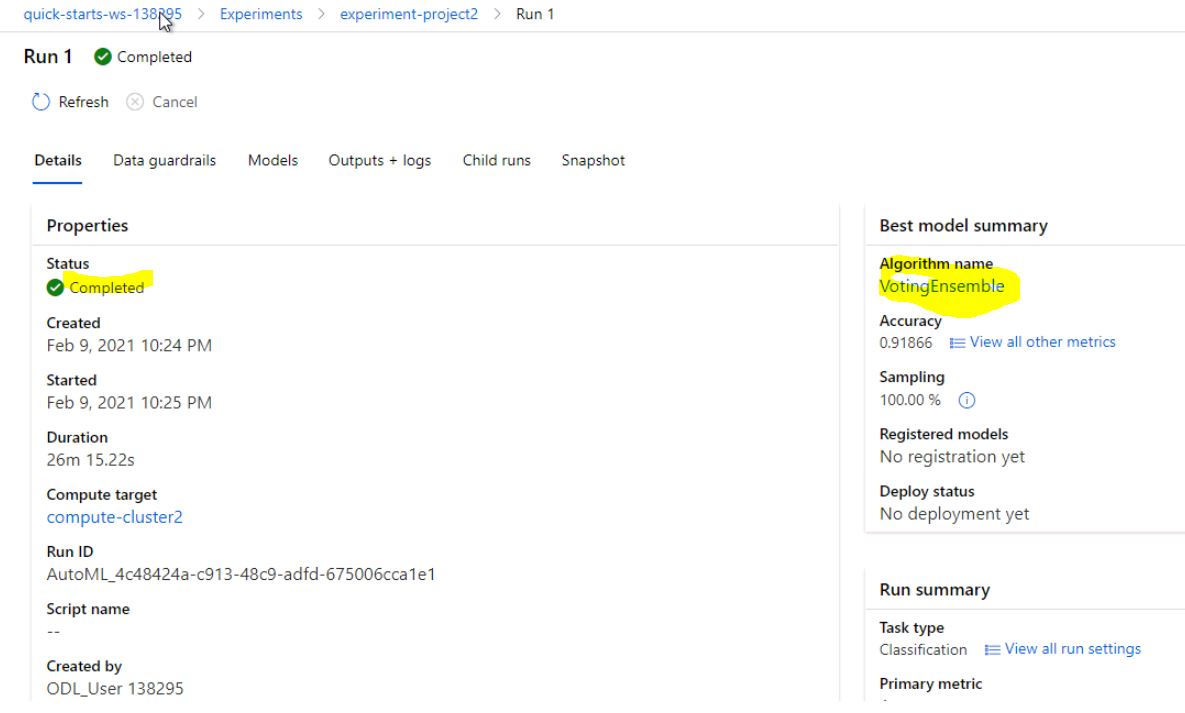 quick-starts-ws-138295 > Experiments > experiment-project2 > Run 1
Run 1 Completed
Refresh Cancel
Details Data guardrails Models Outputs + logs Child runs Snapshot
Properties
Status
Completed
Created
Feb 9, 2021 10:24 PM
Started
Feb 9, 2021 10:25 PM
Duration
26m 15.22s
Compute target
compute-cluster2
Run ID
AutoML_4c48424a-c913-48c9-adfd-675006cca1e1
Script name
--
Created by
ODL_User 138295
Best model summary
Algorithm name
VotingEnsemble
Accuracy
0.91866 View all other metrics
Sampling
100.00 %
Registered models
No registration yet
Deploy status
No deployment yet
Run summary
Task type
Classification View all run settings
Primary metric